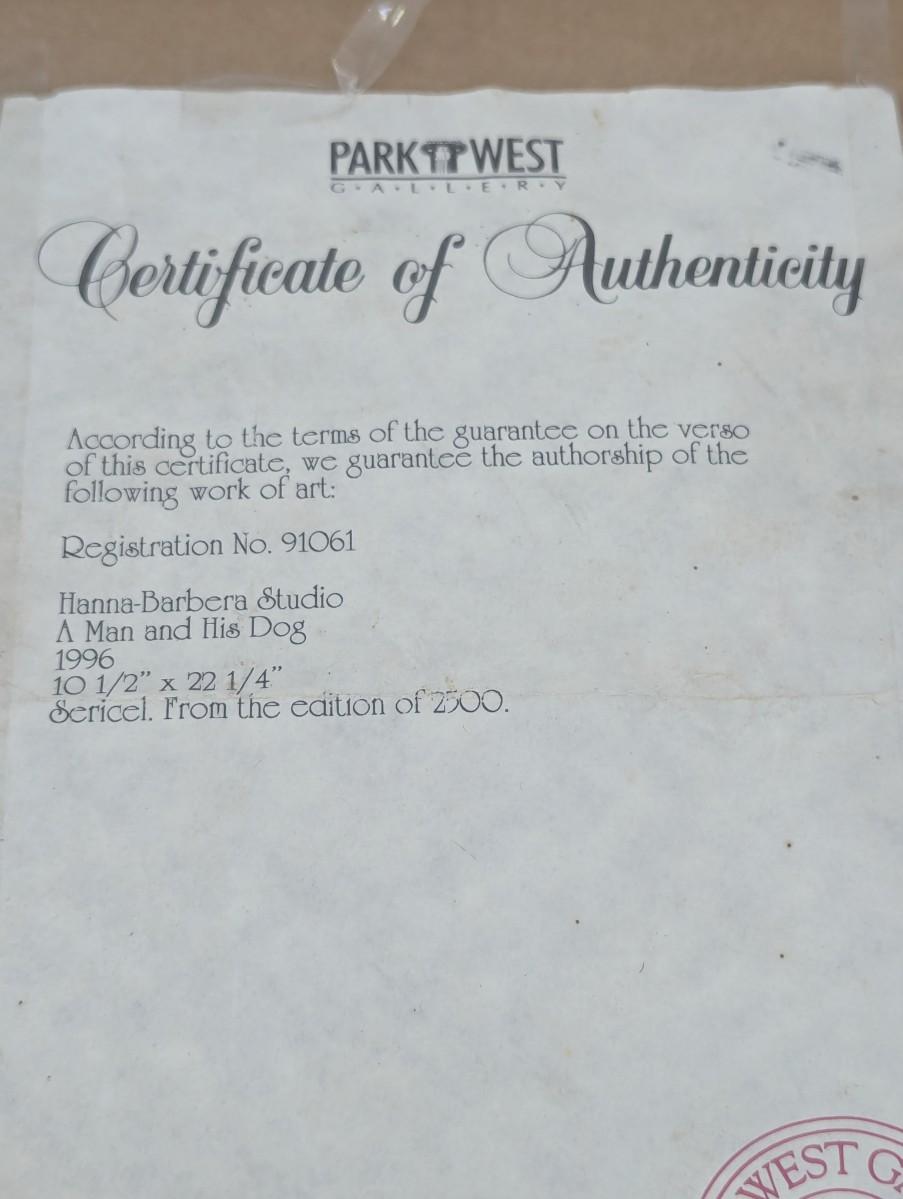 PARK WEST
G·A·L·L·E·R·Y
Certificate of Authenticity
According to the terms of the guarantee on the verso
of this certificate, we guarantee the authorship of the
following work of art:
Registration No. 91061
Hanna-Barbera Studio
A Man and His Dog
1996
10 1/2" x 22 1/4"
Sericel. From the edition of 2500.
WEST G